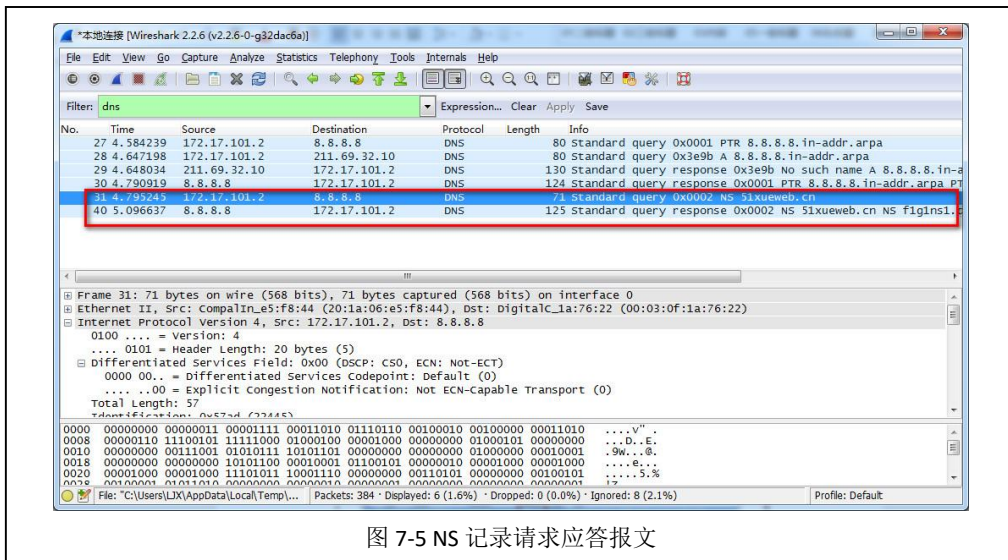 *本地连接 [Wireshark 2.2.6 (v2.2.6-0-g32dac6a)]
File Edit View Go Capture Analyze Statistics Telephony Tools Internals Help
Filter: dns Expression... Clear Apply Save
No. Time Source Destination Protocol Length Info
27 4.584239 172.17.101.2 8.8.8.8 DNS 80 Standard query 0x0001 PTR 8.8.8.8.in-addr.arpa
28 4.647198 172.17.101.2 211.69.32.10 DNS 80 Standard query 0x3e9b A 8.8.8.8.in-addr.arpa
29 4.648034 211.69.32.10 172.17.101.2 DNS 130 Standard query response 0x3e9b No such name A 8.8.8.8.in-a
30 4.790919 8.8.8.8 172.17.101.2 DNS 124 Standard query response 0x0001 PTR 8.8.8.8.in-addr.arpa PT
31 4.795245 172.17.101.2 8.8.8.8 DNS 71 Standard query 0x0002 NS 51xueweb.cn
40 5.096637 8.8.8.8 172.17.101.2 DNS 125 Standard query response 0x0002 NS 51xueweb.cn NS f1g1ns1.
Frame 31: 71 bytes on wire (568 bits), 71 bytes captured (568 bits) on interface 0
Ethernet II, Src: CompalIn_e5:f8:44 (20:1a:06:e5:f8:44), Dst: DigitalC_1a:76:22 (00:03:0f:1a:76:22)
Internet Protocol Version 4, Src: 172.17.101.2, Dst: 8.8.8.8
0100 .... = Version: 4
.... 0101 = Header Length: 20 bytes (5)
Differentiated Services Field: 0x00 (DSCP: CS0, ECN: Not-ECT)
0000 00.. = Differentiated Services Codepoint: Default (0)
.... ..00 = Explicit Congestion Notification: Not ECN-Capable Transport (0)
Total Length: 57
Identification: 0x57ad (22445)
0000 00000000 00000011 00001111 00011010 01110110 00100010 00100000 00011010 ....v" .
0008 00000110 11100101 11111000 01000100 00001000 00000000 01000101 00000000 ...D..E.
0010 00000000 00111001 01010111 10101101 00000000 00000000 01000000 00010001 .9W...@.
0018 00000000 00000000 10101100 00010001 01100101 00000010 00001000 00001000 ....e...
0020 00001000 00001000 11101011 10001110 00000000 00110101 00000000 00100101 .....5.%
0028 00100001 01011010 00000000 00000010 00000001 00000000 00000000 00000001 !Z
File: "C:\Users\LJX\AppData\Local\Temp\... Packets: 384 · Displayed: 6 (1.6%) · Dropped: 0 (0.0%) · Ignored: 8 (2.1%) Profile: Default
图 7-5 NS 记录请求应答报文